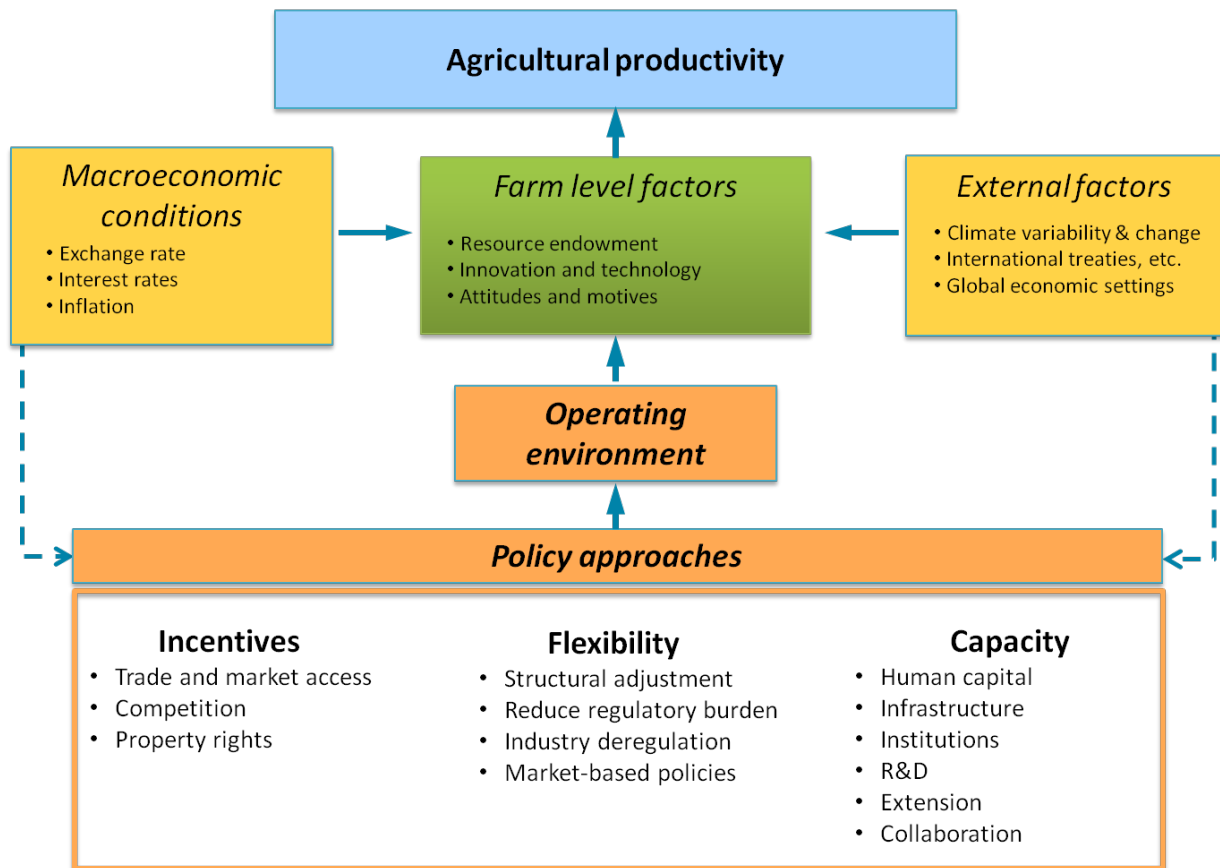 Agricultural productivity
Macroeconomic
conditions
• Exchange rate
• Interest rates
• Inflation
Farm level factors
• Resource endowment
• Innovation and technology
• Attitudes and motives
External factors
• Climate variability & change
• International treaties, etc.
• Global economic settings
Operating
environment
Policy approaches
Incentives
• Trade and market access
• Competition
• Property rights
Flexibility
• Structural adjustment
• Reduce regulatory burden
• Industry deregulation
• Market-based policies
Capacity
• Human capital
• Infrastructure
• Institutions
• R&D
• Extension
• Collaboration